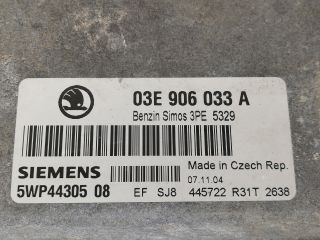 03E 906 033 A
Benzin Simos 3PE 5329
SIEMENS
Made in Czech Rep.
07.11.04
5WP44305 08
EF SJ8 445722 R31T 2638